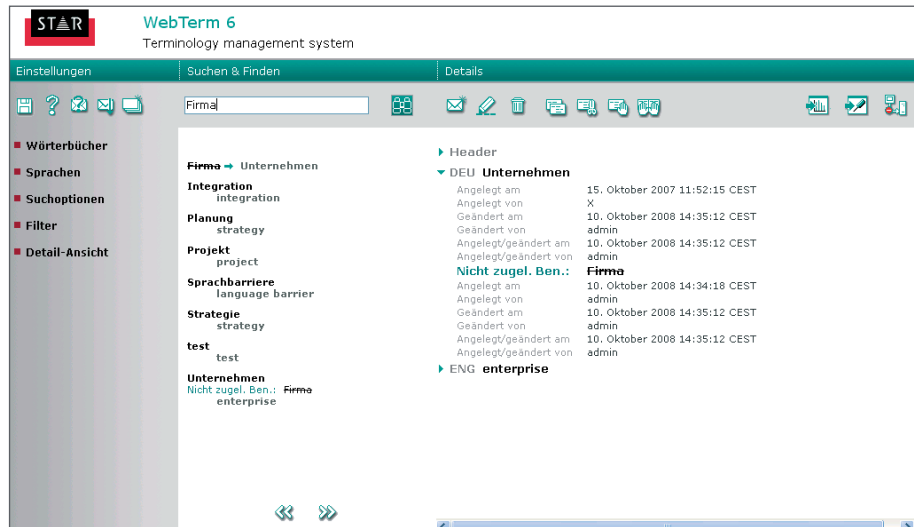 STAR
WebTerm 6
Terminology management system
Einstellungen
Suchen & Finden
Details
Firma
Wörterbücher
Sprachen
Suchoptionen
Filter
Detail-Ansicht
Firma → Unternehmen
Integration
integration
Planung
strategy
Projekt
project
Sprachbarriere
language barrier
Strategie
strategy
test
test
Unternehmen
Nicht zugel. Ben.: Firma
enterprise
Header
DEU Unternehmen
Angelegt am 15. Oktober 2007 11:52:15 CEST
Angelegt von X
Geändert am 10. Oktober 2008 14:35:12 CEST
Geändert von admin
Angelegt/geändert am 10. Oktober 2008 14:35:12 CEST
Angelegt/geändert von admin
Nicht zugel. Ben.: Firma
Angelegt am 10. Oktober 2008 14:34:18 CEST
Angelegt von admin
Geändert am 10. Oktober 2008 14:35:12 CEST
Geändert von admin
Angelegt/geändert am 10. Oktober 2008 14:35:12 CEST
Angelegt/geändert von admin
ENG enterprise